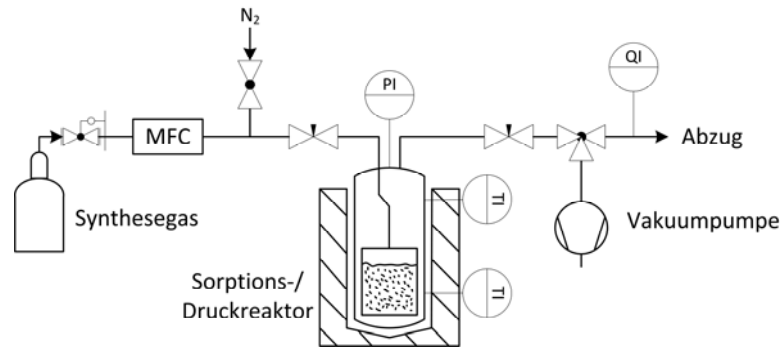 N₂
PI
QI
MFC
Abzug
Synthesegas
TI
Vakuumpumpe
Sorptions-/
Druckreaktor
TI